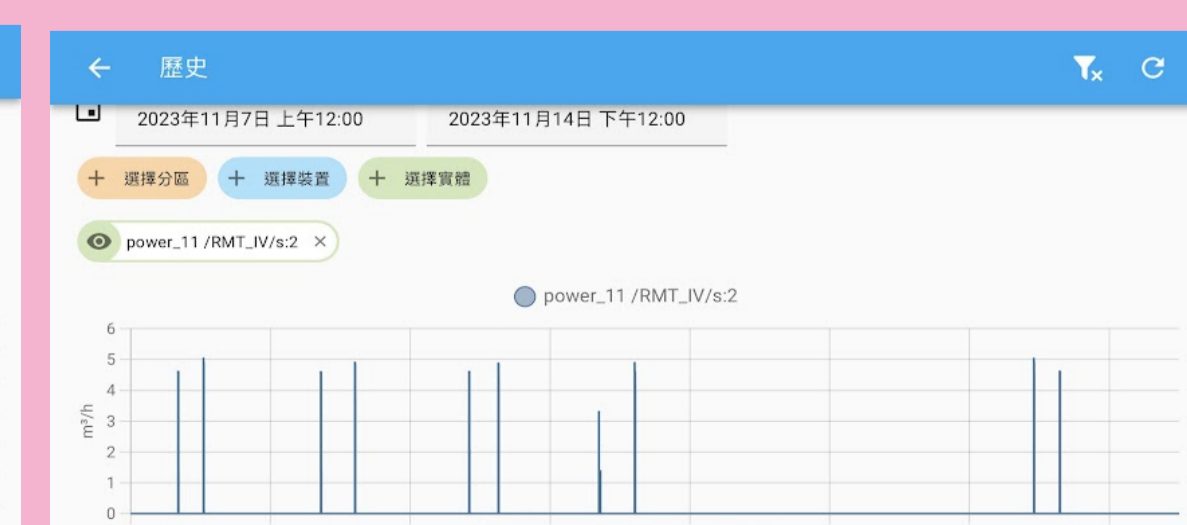 歷史
2023年11月7日 上午12:00 2023年11月14日 下午12:00
+ 選擇分區 + 選擇裝置 + 選擇實體
power_11 /RMT_IV/s:2 ×
power_11 /RMT_IV/s:2
6
5
4
3
2
1
0
m³/h